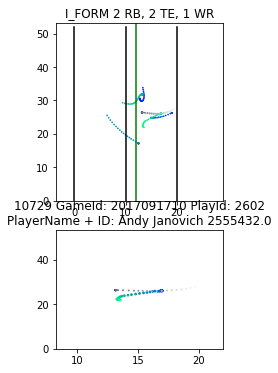 I_FORM 2 RB, 2 TE, 1 WR
50
40
30
20
10
0
0 10 20
10729 GameId: 2017091710 PlayId: 2602
PlayerName + ID: Andy Janovich 2555432.0
40
20
0
10 15 20